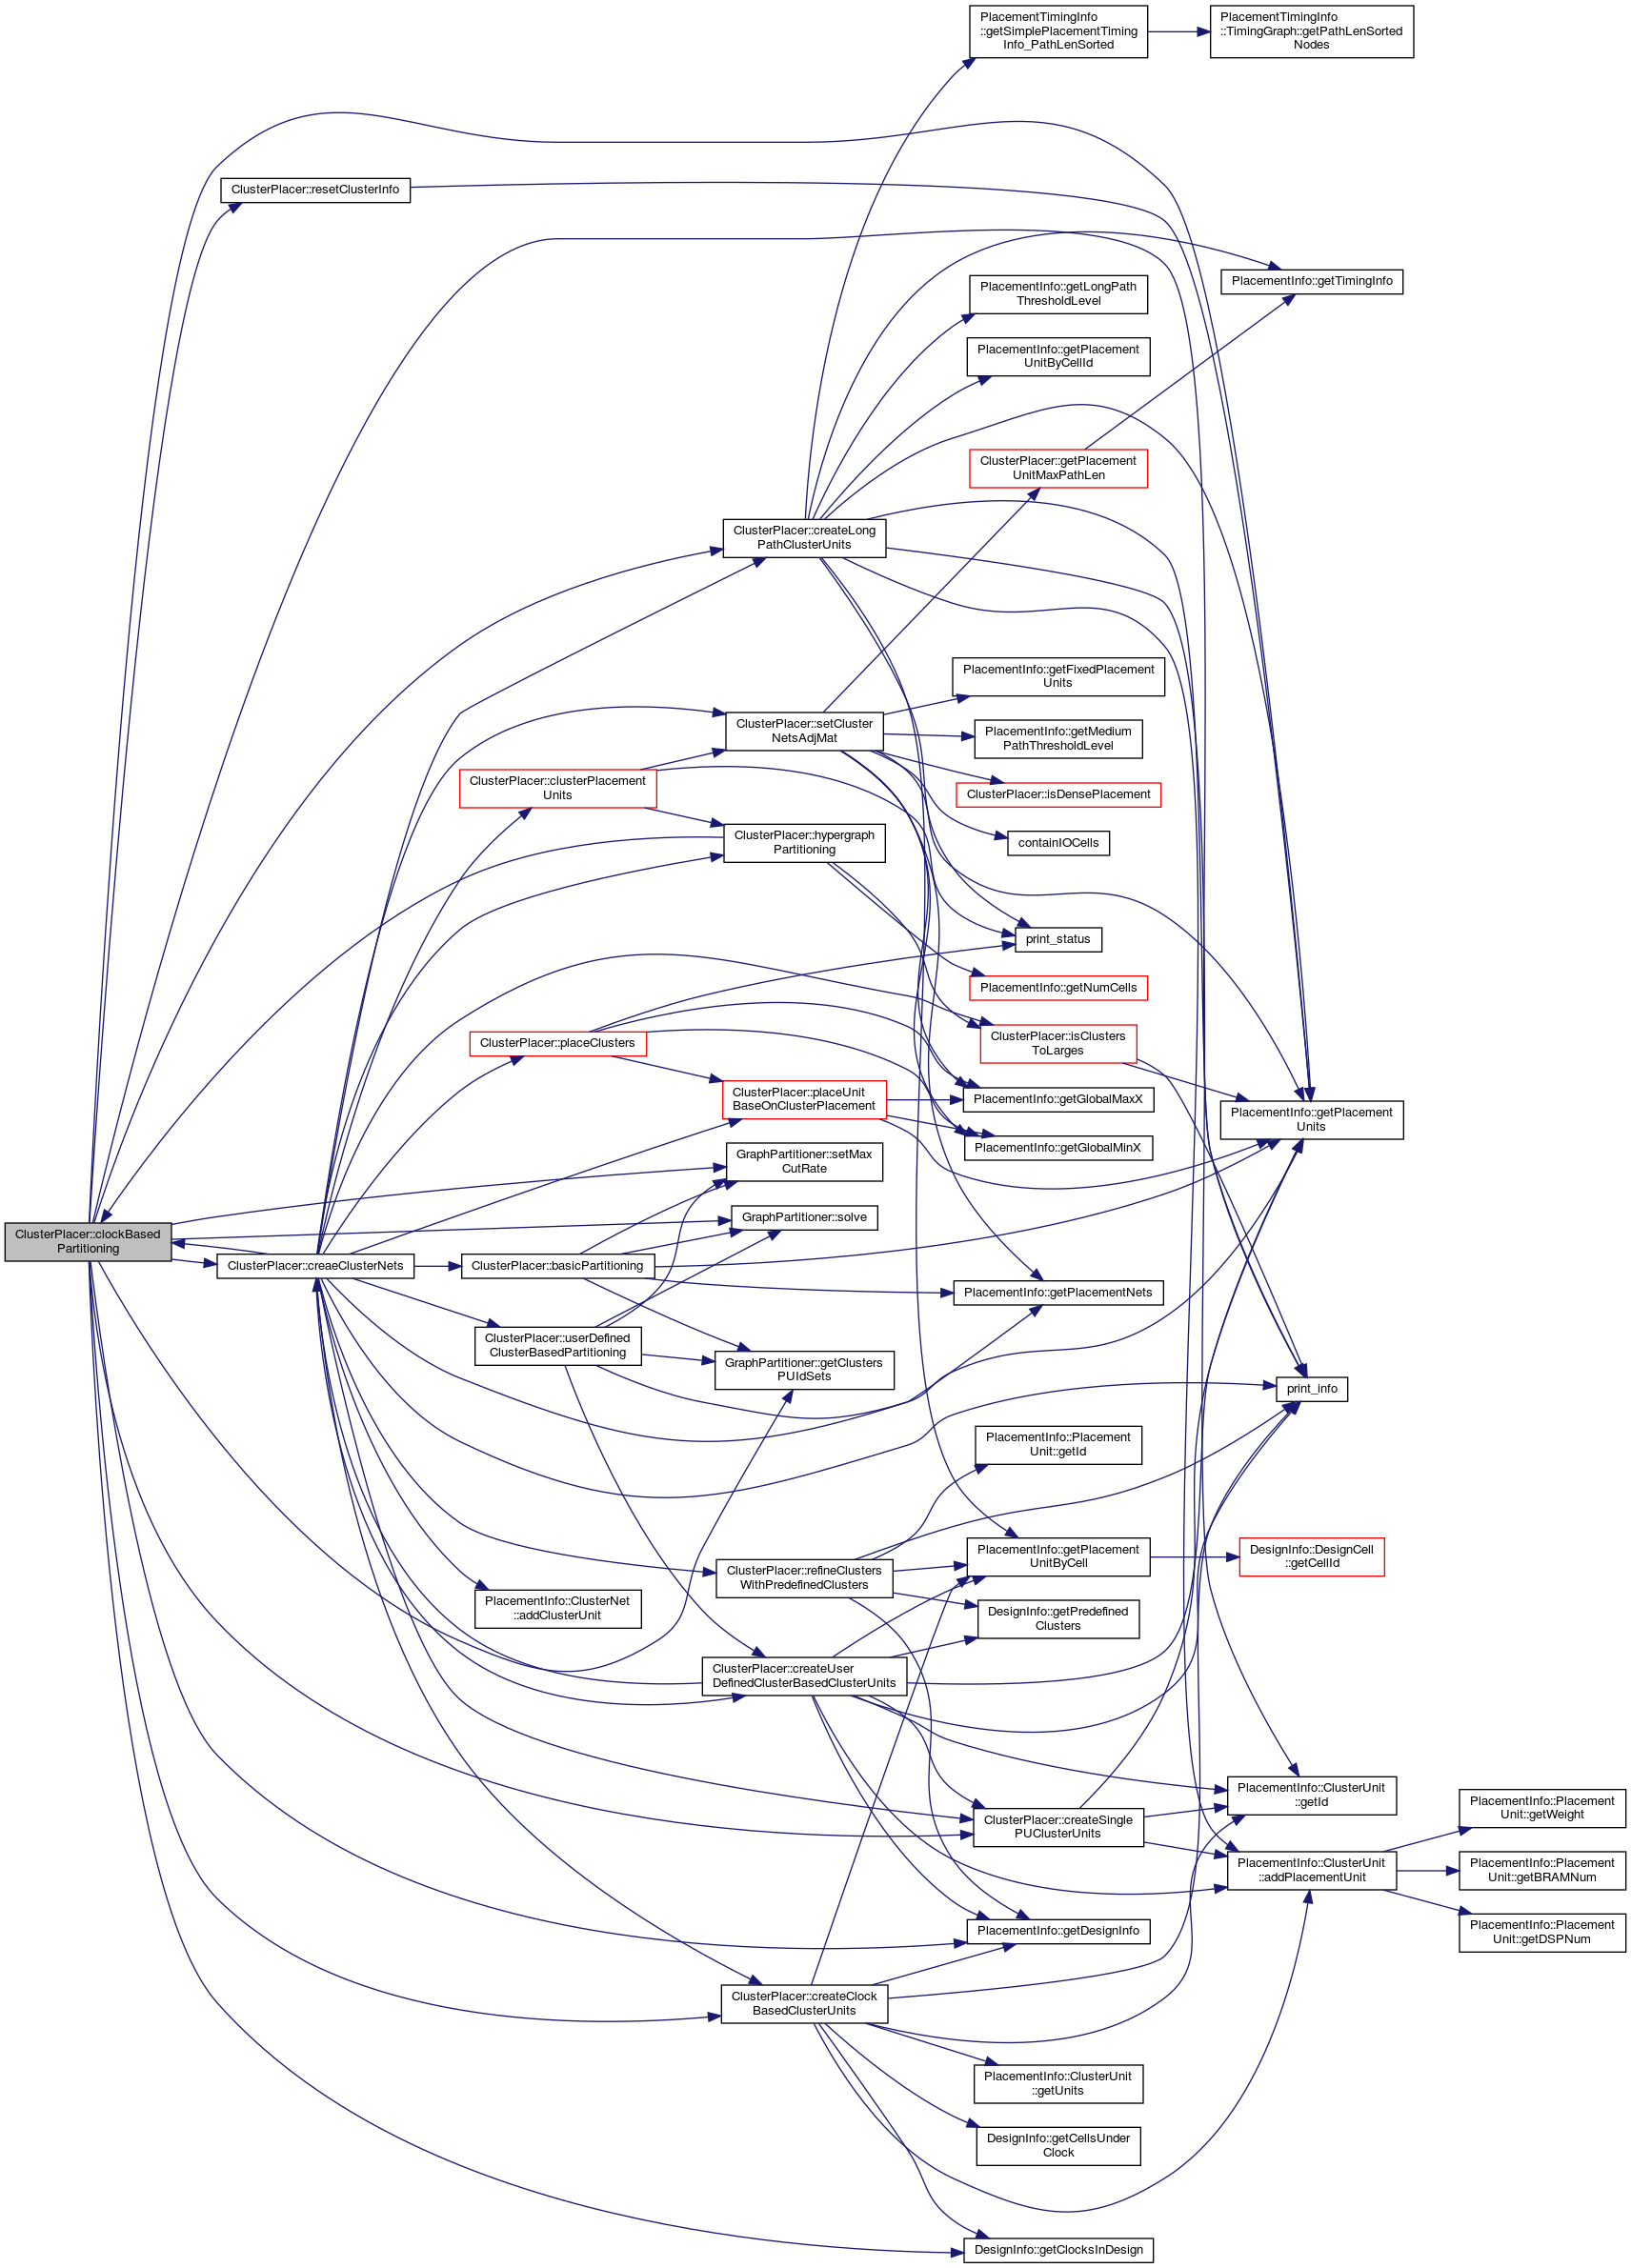 PlacementTimingInfo
::getSimplePlacementTiming
Info_PathLenSorted
PlacementTimingInfo
::TimingGraph::getPathLenSorted
Nodes
ClusterPlacer::resetClusterInfo
PlacementInfo::getTimingInfo
PlacementInfo::getLongPath
ThresholdLevel
PlacementInfo::getPlacement
UnitByCellId
ClusterPlacer::getPlacement
UnitMaxPathLen
ClusterPlacer::createLong
PathClusterUnits
PlacementInfo::getFixedPlacement
Units
ClusterPlacer::setCluster
NetsAdjMat
PlacementInfo::getMedium
PathThresholdLevel
ClusterPlacer::clusterPlacement
Units
ClusterPlacer::isDensePlacement
ClusterPlacer::hypergraph
Partitioning
containIOCells
print_status
PlacementInfo::getNumCells
ClusterPlacer::placeClusters
ClusterPlacer::isClusters
ToLarges
ClusterPlacer::placeUnit
BaseOnClusterPlacement
PlacementInfo::getGlobalMaxX
PlacementInfo::getPlacement
Units
PlacementInfo::getGlobalMinX
GraphPartitioner::setMax
CutRate
GraphPartitioner::solve
ClusterPlacer::clockBased
Partitioning
ClusterPlacer::creaeClusterNets
ClusterPlacer::basicPartitioning
PlacementInfo::getPlacementNets
ClusterPlacer::userDefined
ClusterBasedPartitioning
GraphPartitioner::getClusters
PUIdSets
print_info
PlacementInfo::Placement
Unit::getId
ClusterPlacer::refineClusters
WithPredefinedClusters
PlacementInfo::getPlacement
UnitByCell
DesignInfo::DesignCell
::getCellId
PlacementInfo::ClusterNet
::addClusterUnit
DesignInfo::getPredefined
Clusters
ClusterPlacer::createUser
DefinedClusterBasedClusterUnits
PlacementInfo::ClusterUnit
::getId
ClusterPlacer::createSingle
PUClusterUnits
PlacementInfo::Placement
Unit::getWeight
PlacementInfo::ClusterUnit
::addPlacementUnit
PlacementInfo::Placement
Unit::getBRAMNum
PlacementInfo::Placement
Unit::getDSPNum
PlacementInfo::getDesignInfo
ClusterPlacer::createClock
BasedClusterUnits
PlacementInfo::ClusterUnit
::getUnits
DesignInfo::getCellsUnder
Clock
DesignInfo::getClocksInDesign